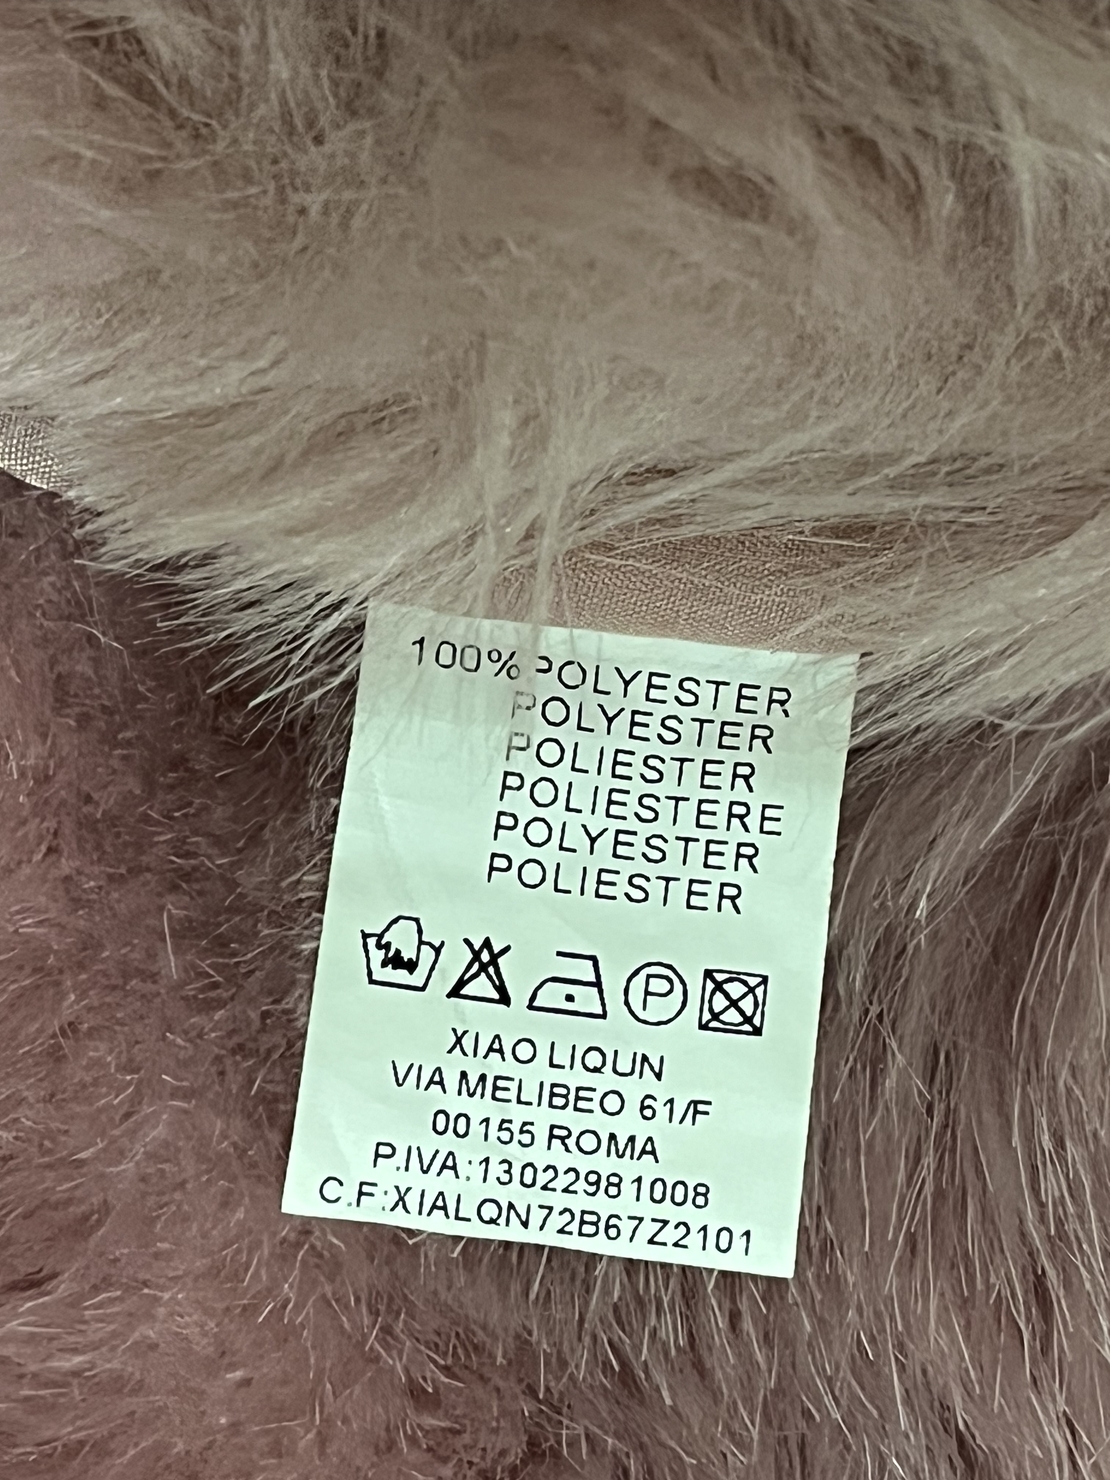 100% POLYESTER
POLYESTER
POLIESTER
POLIESTERE
POLYESTER
POLIESTER
P
XIAO LIQUN
VIA MELIBEO 61/F
00155 ROMA
P.IVA:13022981008
C.F:XIALQN72B67Z2101